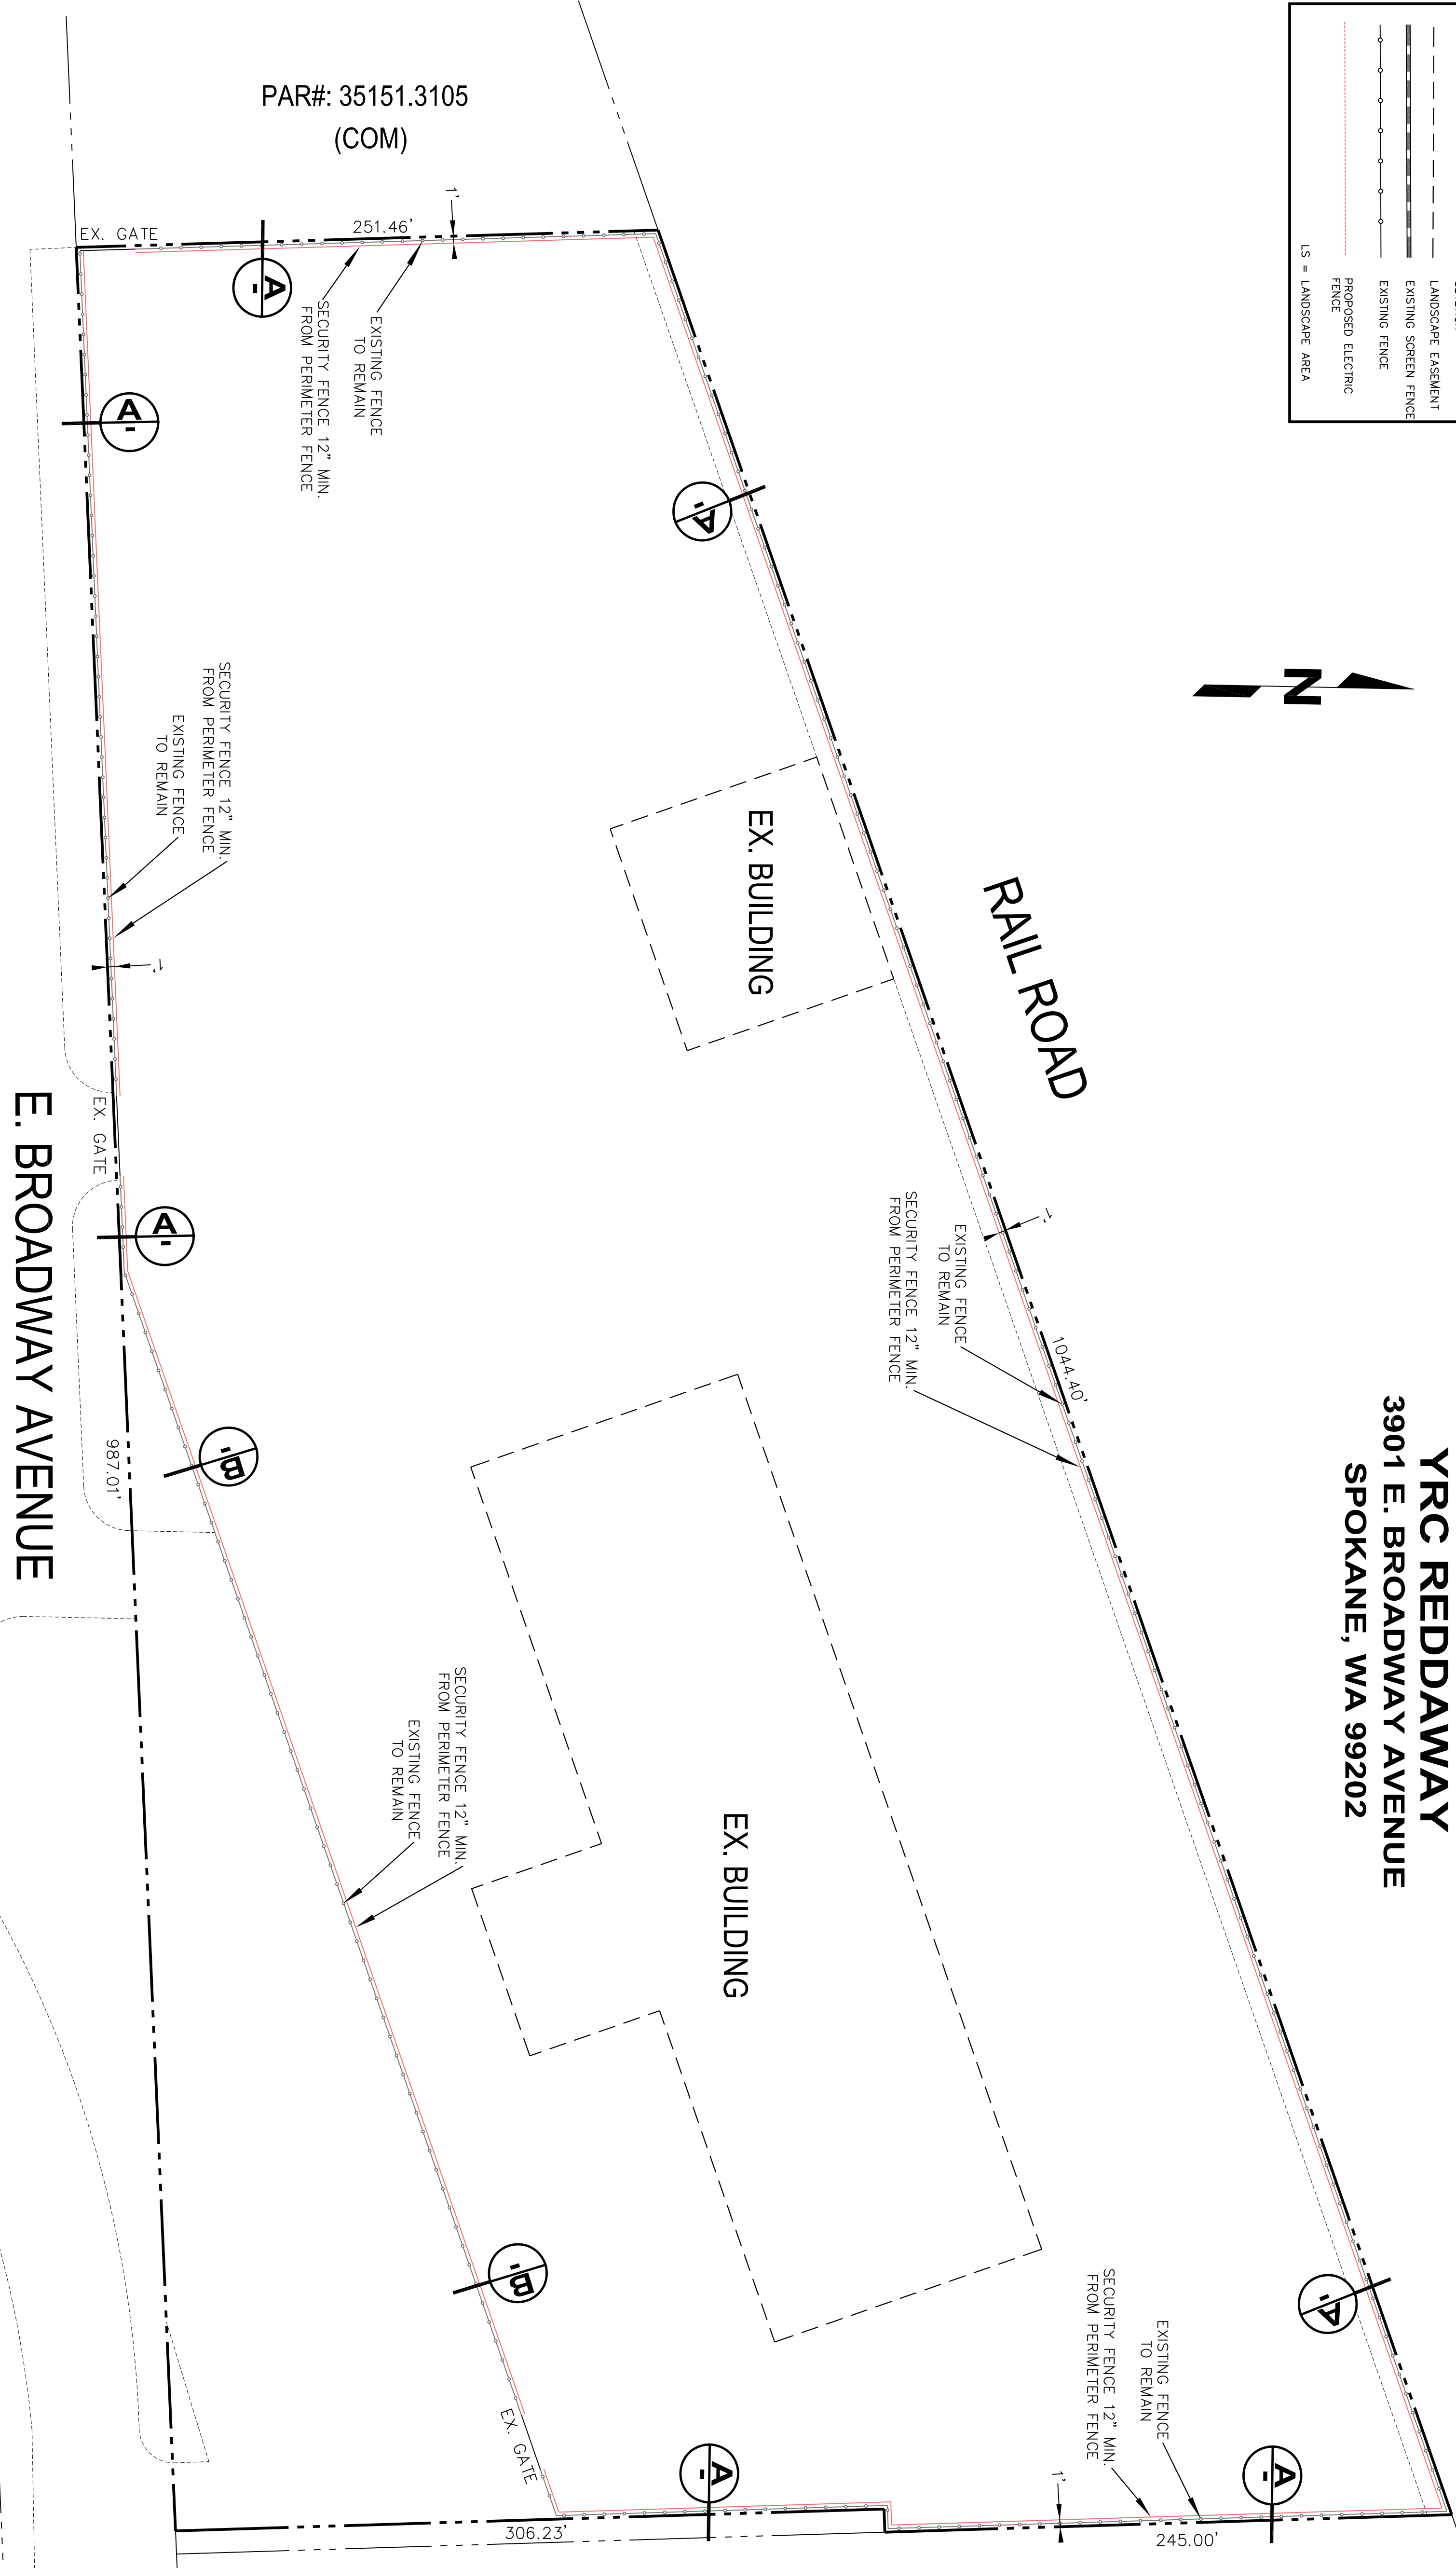 LANDSCAPE EASEMENT
EXISTING SCREEN FENCE
EXISTING FENCE
PROPOSED ELECTRIC
FENCE
LS = LANDSCAPE AREA
YRC REDDAWAY
3901 E. BROADWAY AVENUE
SPOKANE, WA 99202
N
PAR#: 35151.3105
(COM)
RAIL ROAD
1044.40'
1'
EXISTING FENCE
TO REMAIN
SECURITY FENCE 12" MIN.
FROM PERIMETER FENCE
EX. GATE
251.46'
1'
EXISTING FENCE
TO REMAIN
SECURITY FENCE 12" MIN.
FROM PERIMETER FENCE
A
-
A
-
A
-
EX. BUILDING
SECURITY FENCE 12" MIN.
FROM PERIMETER FENCE
EXISTING FENCE
TO REMAIN
1'
EX. GATE
A
-
B
-
987.01'
E. BROADWAY AVENUE
EX. BUILDING
SECURITY FENCE 12" MIN.
FROM PERIMETER FENCE
EXISTING FENCE
TO REMAIN
B
-
EX. GATE
A
-
306.23'
EXISTING FENCE
TO REMAIN
SECURITY FENCE 12" MIN.
FROM PERIMETER FENCE
1'
A
-
A
-
245.00'